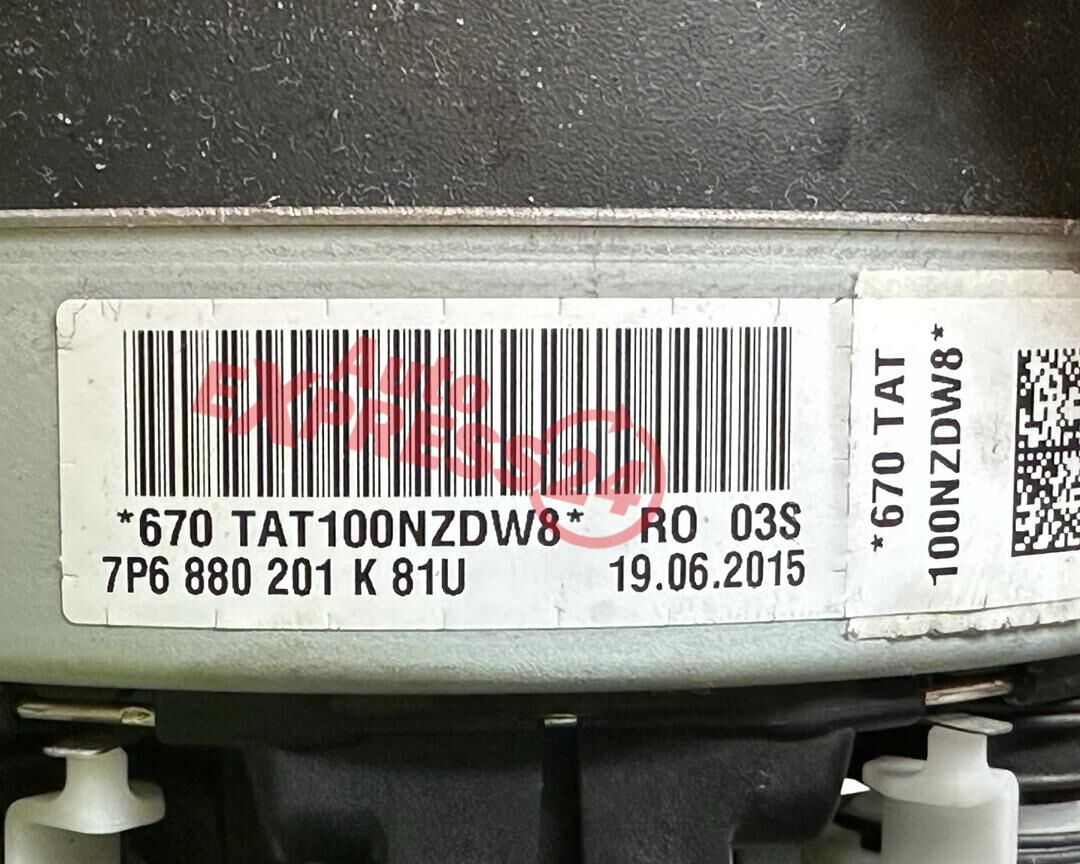 Auto
EXPRESS24
*670 TAT100NZDW8* RO 03S
7P6 880 201 K 81U 19.06.2015
*670 TAT
100NZDW8*